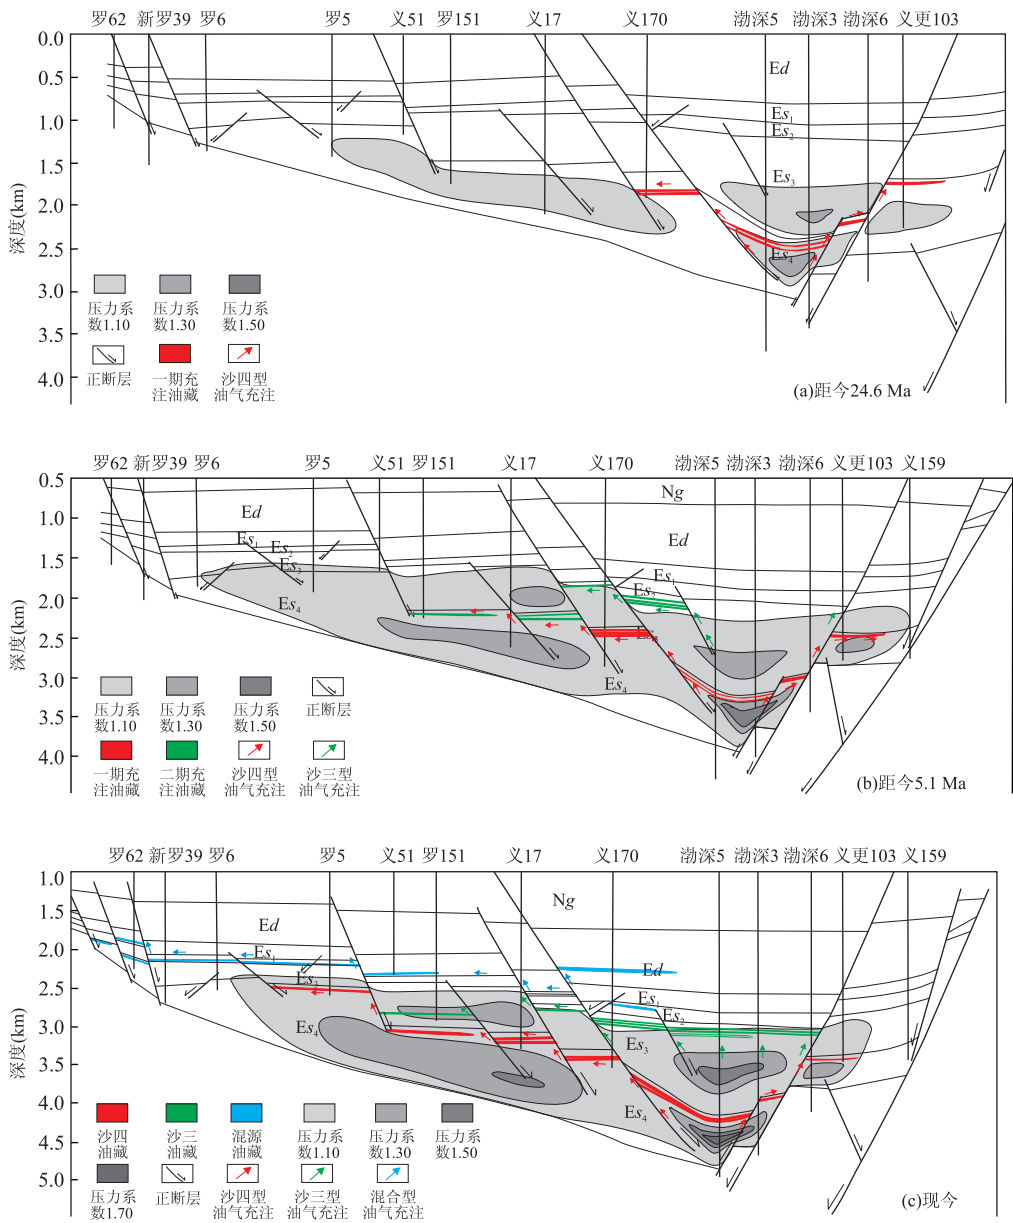 罗62 新罗39 罗6 罗5 义51 罗151 义17 义170 渤深5 渤深3 渤深6 义更103
0.0
0.5
1.0
1.5
2.0
2.5
3.0
3.5
4.0
深度(km)
Ed
Es1
Es2
Es3
Es4
压力系数1.10
压力系数1.30
压力系数1.50
正断层
一期充注油藏
沙四型油气充注
(a)距今24.6 Ma
罗62 新罗39 罗6 罗5 义51 罗151 义17 义170 渤深5 渤深3 渤深6 义更103 义159
0.5
1.0
1.5
2.0
2.5
3.0
3.5
4.0
深度(km)
Ng
Ed
Ed
Es1
Es2
Es3
Es4
Es1
Es3
Es4
压力系数1.10
压力系数1.30
压力系数1.50
正断层
一期充注油藏
二期充注油藏
沙四型油气充注
沙三型油气充注
(b)距今5.1 Ma
罗62 新罗39 罗6 罗5 义51 罗151 义17 义170 渤深5 渤深3 渤深6 义更103 义159
1.0
1.5
2.0
2.5
3.0
3.5
4.0
4.5
5.0
深度(km)
Ng
Ed
Es1
Es3
Es4
Ed
Es1
Es2
Es3
Es4
沙四油藏
沙三油藏
混源油藏
压力系数1.10
压力系数1.30
压力系数1.50
压力系数1.70
正断层
沙四型油气充注
沙三型油气充注
混合型油气充注
(c)现今